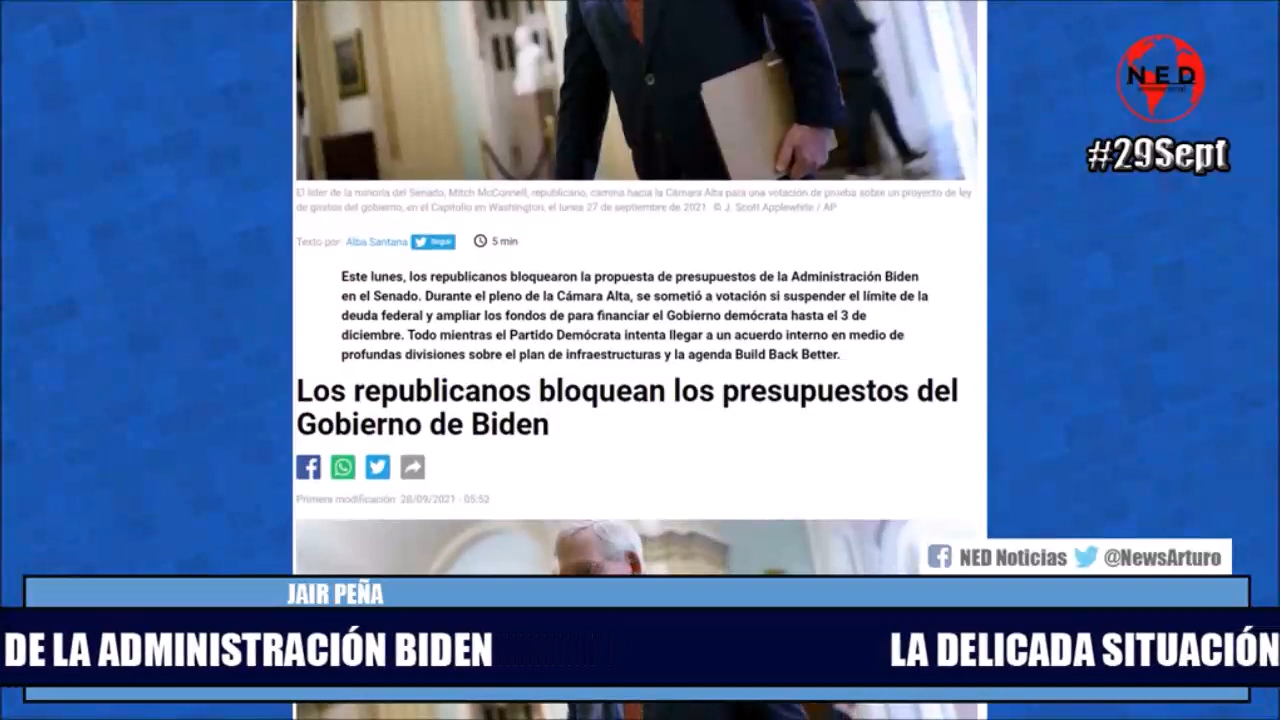 N.E.D
#29Sept
El líder de la minoría del Senado, Mitch McConnell, republicano, camina hacia la Cámara Alta para una votación de prueba sobre un proyecto de ley
de gastos del gobierno, en el Capitolio en Washington, el lunes 27 de septiembre de 2021 © J. Scott Applewhite / AP
Texto por: Alba Santana Seguir 5 min
Este lunes, los republicanos bloquearon la propuesta de presupuestos de la Administración Biden
en el Senado. Durante el pleno de la Cámara Alta, se sometió a votación si suspender el límite de la
deuda federal y ampliar los fondos de para financiar el Gobierno demócrata hasta el 3 de
diciembre. Todo mientras el Partido Demócrata intenta llegar a un acuerdo interno en medio de
profundas divisiones sobre el plan de infraestructuras y la agenda Build Back Better.
Los republicanos bloquean los presupuestos del
Gobierno de Biden
Primera modificación: 28/09/2021 - 05:52
NED Noticias @NewsArturo
JAIR PEÑA
DE LA ADMINISTRACIÓN BIDEN LA DELICADA SITUACIÓN